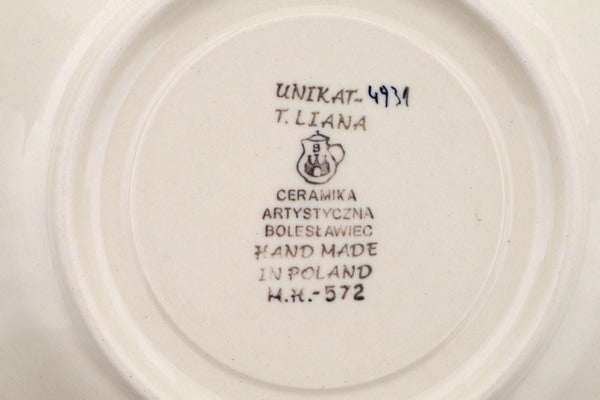 UNIKAT-4931
T. LIANA
B
CERAMIKA
ARTYSTYCZNA
BOLESŁAWIEC
HAND MADE
IN POLAND
M.H.-572